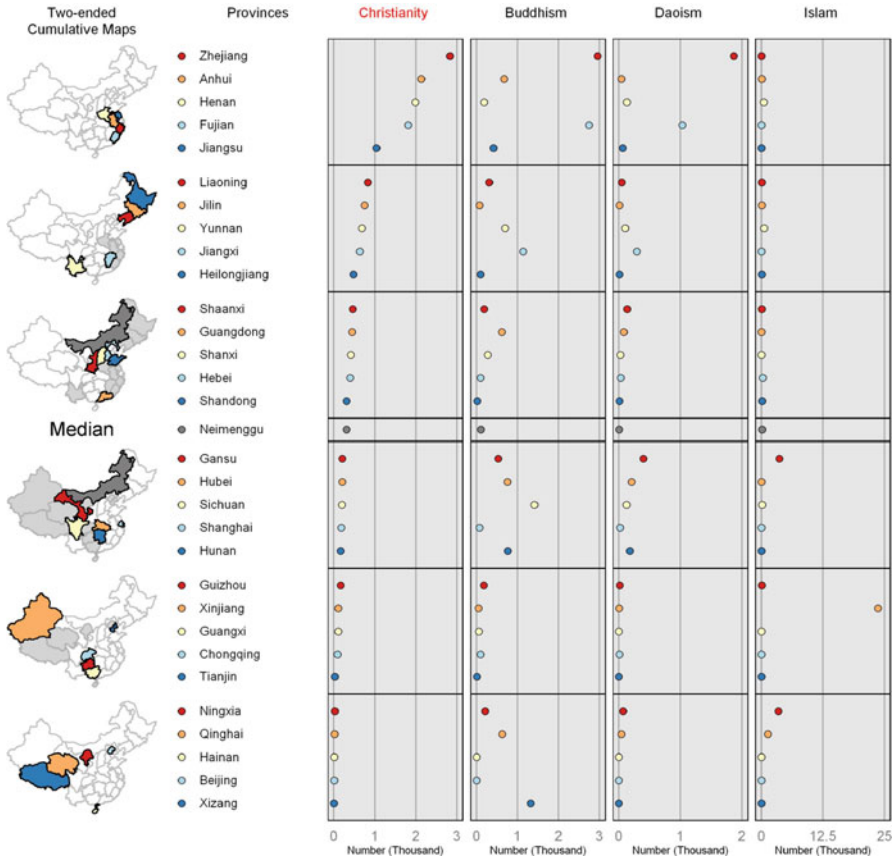 Two-ended
Cumulative Maps
Provinces
Christianity
Buddhism
Daoism
Islam
Zhejiang
Anhui
Henan
Fujian
Jiangsu
Liaoning
Jilin
Yunnan
Jiangxi
Heilongjiang
Shaanxi
Guangdong
Shanxi
Hebei
Shandong
Median
Neimenggu
Gansu
Hubei
Sichuan
Shanghai
Hunan
Guizhou
Xinjiang
Guangxi
Chongqing
Tianjin
Ningxia
Qinghai
Hainan
Beijing
Xizang
0 1 2 3
0 1 2 3
0 1 2
0 12.5 25
Number (Thousand)
Number (Thousand)
Number (Thousand)
Number (Thousand)